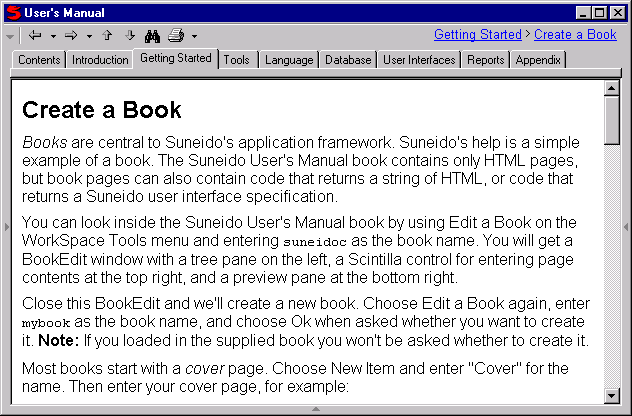 User's Manual
Getting Started > Create a Book
Contents Introduction Getting Started Tools Language Database User Interfaces Reports Appendix
Create a Book
Books are central to Suneido's application framework. Suneido's help is a simple
example of a book. The Suneido User's Manual book contains only HTML pages,
but book pages can also contain code that returns a string of HTML, or code that
returns a Suneido user interface specification.
You can look inside the Suneido User's Manual book by using Edit a Book on the
WorkSpace Tools menu and entering suneidoc as the book name. You will get a
BookEdit window with a tree pane on the left, a Scintilla control for entering page
contents at the top right, and a preview pane at the bottom right.
Close this BookEdit and we'll create a new book. Choose Edit a Book again, enter
mybook as the book name, and choose Ok when asked whether you want to create
it. Note: If you loaded in the supplied book you won't be asked whether to create it.
Most books start with a cover page. Choose New Item and enter "Cover" for the
name. Then enter your cover page, for example: